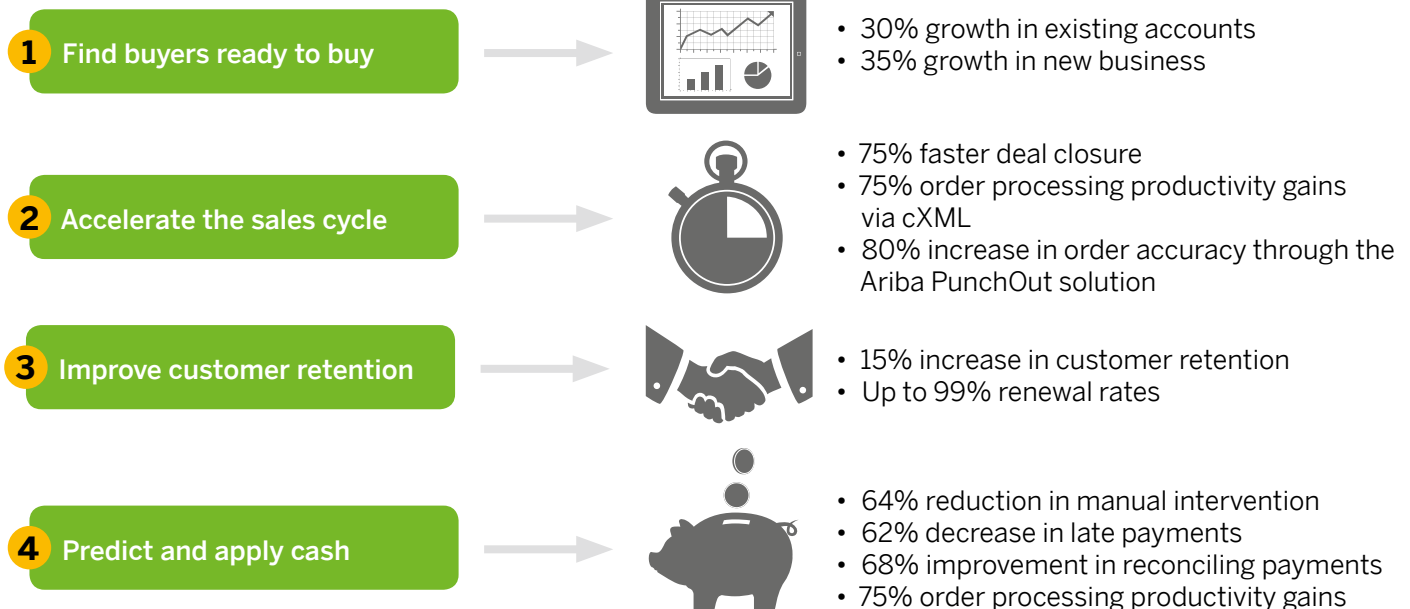 1 Find buyers ready to buy
• 30% growth in existing accounts
• 35% growth in new business
2 Accelerate the sales cycle
• 75% faster deal closure
• 75% order processing productivity gains
via cXML
• 80% increase in order accuracy through the
Ariba PunchOut solution
3 Improve customer retention
• 15% increase in customer retention
• Up to 99% renewal rates
4 Predict and apply cash
• 64% reduction in manual intervention
• 62% decrease in late payments
• 68% improvement in reconciling payments
• 75% order processing productivity gains